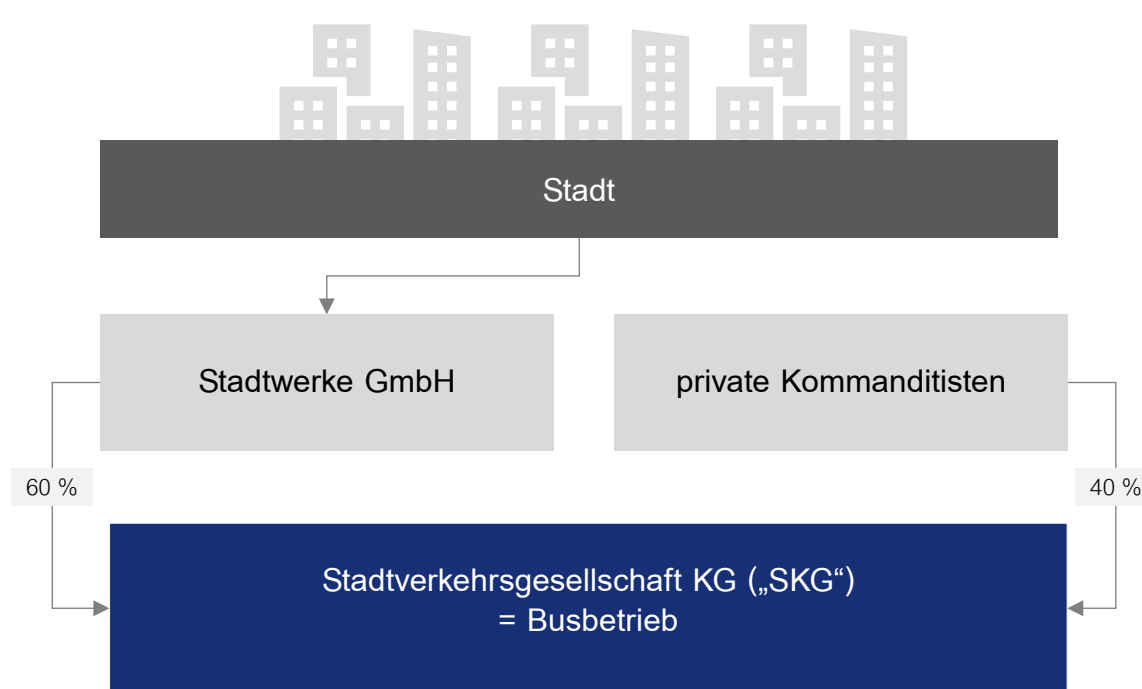 Stadt
Stadtwerke GmbH
private Kommanditisten
60 %
40 %
Stadtverkehrsgesellschaft KG („SKG“)
= Busbetrieb